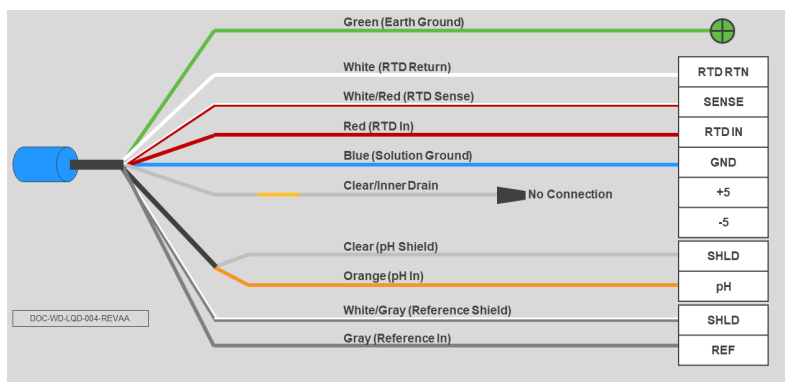 Green (Earth Ground)
White (RTD Return)
RTD RTN
White/Red (RTD Sense)
SENSE
Red (RTD In)
RTD IN
Blue (Solution Ground)
GND
Clear/Inner Drain
No Connection
+5
-5
Clear (pH Shield)
SHLD
Orange (pH In)
pH
White/Gray (Reference Shield)
SHLD
DOC-WD-LQD-004-REVAA
Gray (Reference In)
REF